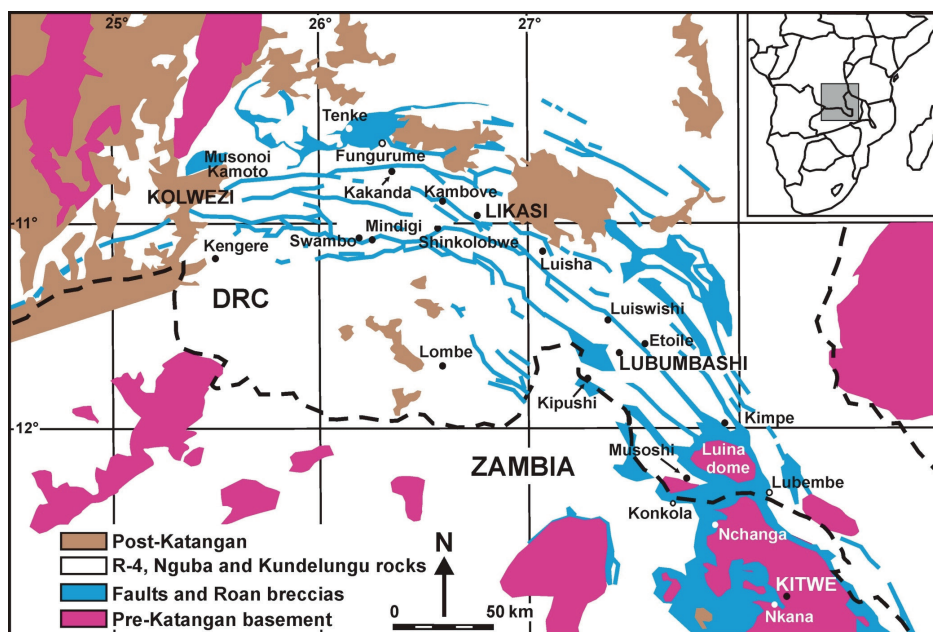 25°
26°
27°
Tenke
Fungurume
Musonoi
Kamoto
KOLWEZI
Kakanda
Kambove
LIKASI
11°
Mindigi
Swambo
Shinkolobwe
Kengere
Luisha
DRC
Luiswishi
Etoile
Lombe
LUBUMBASHI
Kipushi
12°
Kimpe
ZAMBIA
Musoshi
Luina
dome
Lubembe
Konkola
Nchanga
Post-Katangan
N
R-4, Nguba and Kundelungu rocks
Faults and Roan breccias
KITWE
0 50 km
Nkana
Pre-Katangan basement